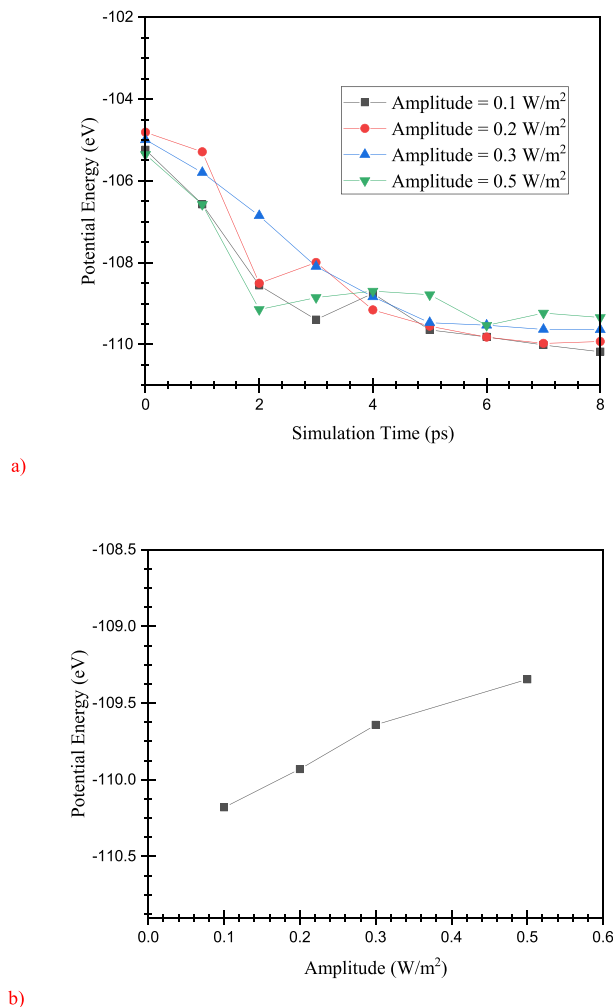 -102
-104
-106
-108
-110
Potential Energy (eV)
Amplitude = 0.1 W/m²
Amplitude = 0.2 W/m²
Amplitude = 0.3 W/m²
Amplitude = 0.5 W/m²
0 2 4 6 8
Simulation Time (ps)
a)
-108.5
-109.0
-109.5
-110.0
-110.5
Potential Energy (eV)
0.0 0.1 0.2 0.3 0.4 0.5 0.6
Amplitude (W/m²)
b)